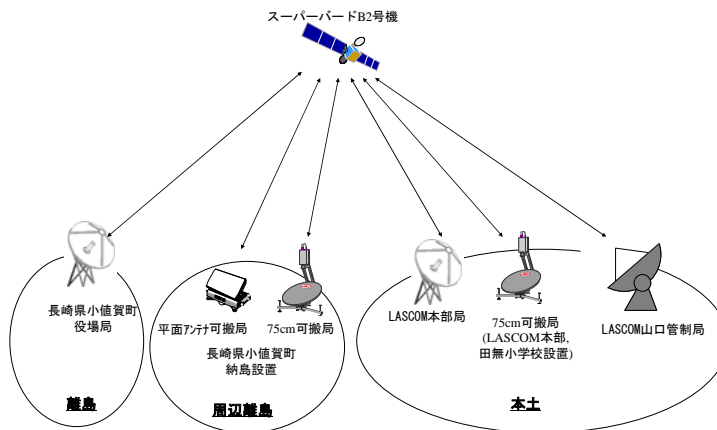 スーパーバードB2号機
長崎県小値賀町
役場局
離島
平面アンテナ可搬局
75cm可搬局
長崎県小値賀町
納島設置
周辺離島
LASCOM本部局
75cm可搬局
(LASCOM本部,
田無小学校設置)
LASCOM山口管制局
本土